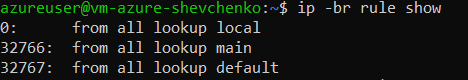 azureuser@vm-azure-shevchenko:~$ ip -br rule show
0:      from all lookup local
32766:  from all lookup main
32767:  from all lookup default